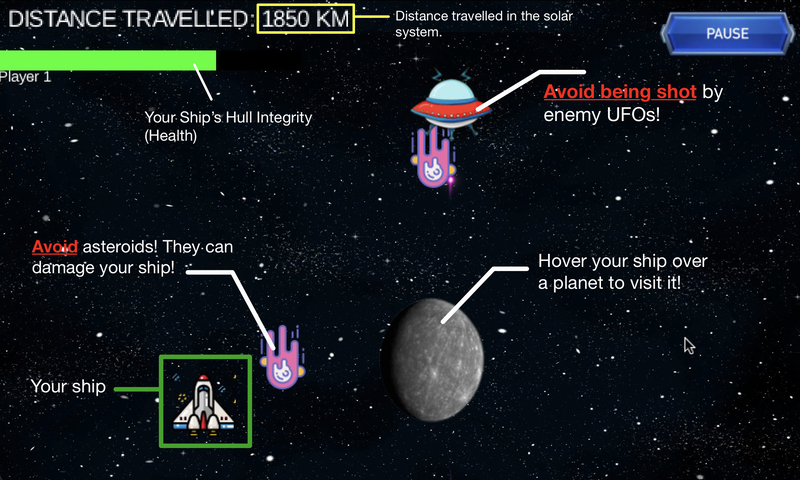 DISTANCE TRAVELLED: 1850 KM
Distance travelled in the solar
system.
PAUSE
Player 1
Your Ship's Hull Integrity
(Health)
Avoid being shot by
enemy UFOs!
Avoid asteroids! They can
damage your ship!
Hover your ship over
a planet to visit it!
Your ship